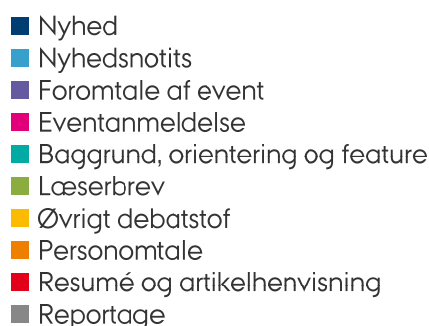 Nyhed
Nyhedsnotits
Foromtale af event
Eventanmeldelse
Baggrund, orientering og feature
Læserbrev
Øvrigt debatstof
Personomtale
Resumé og artikelhenvisning
Reportage